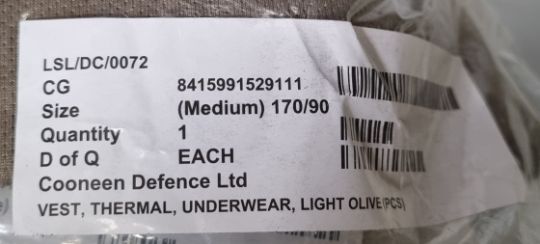 LSL/DC/0072
CG 8415991529111
Size (Medium) 170/90
Quantity 1
D of Q EACH
Cooneen Defence Ltd
VEST, THERMAL, UNDERWEAR, LIGHT OLIVE (PCS)